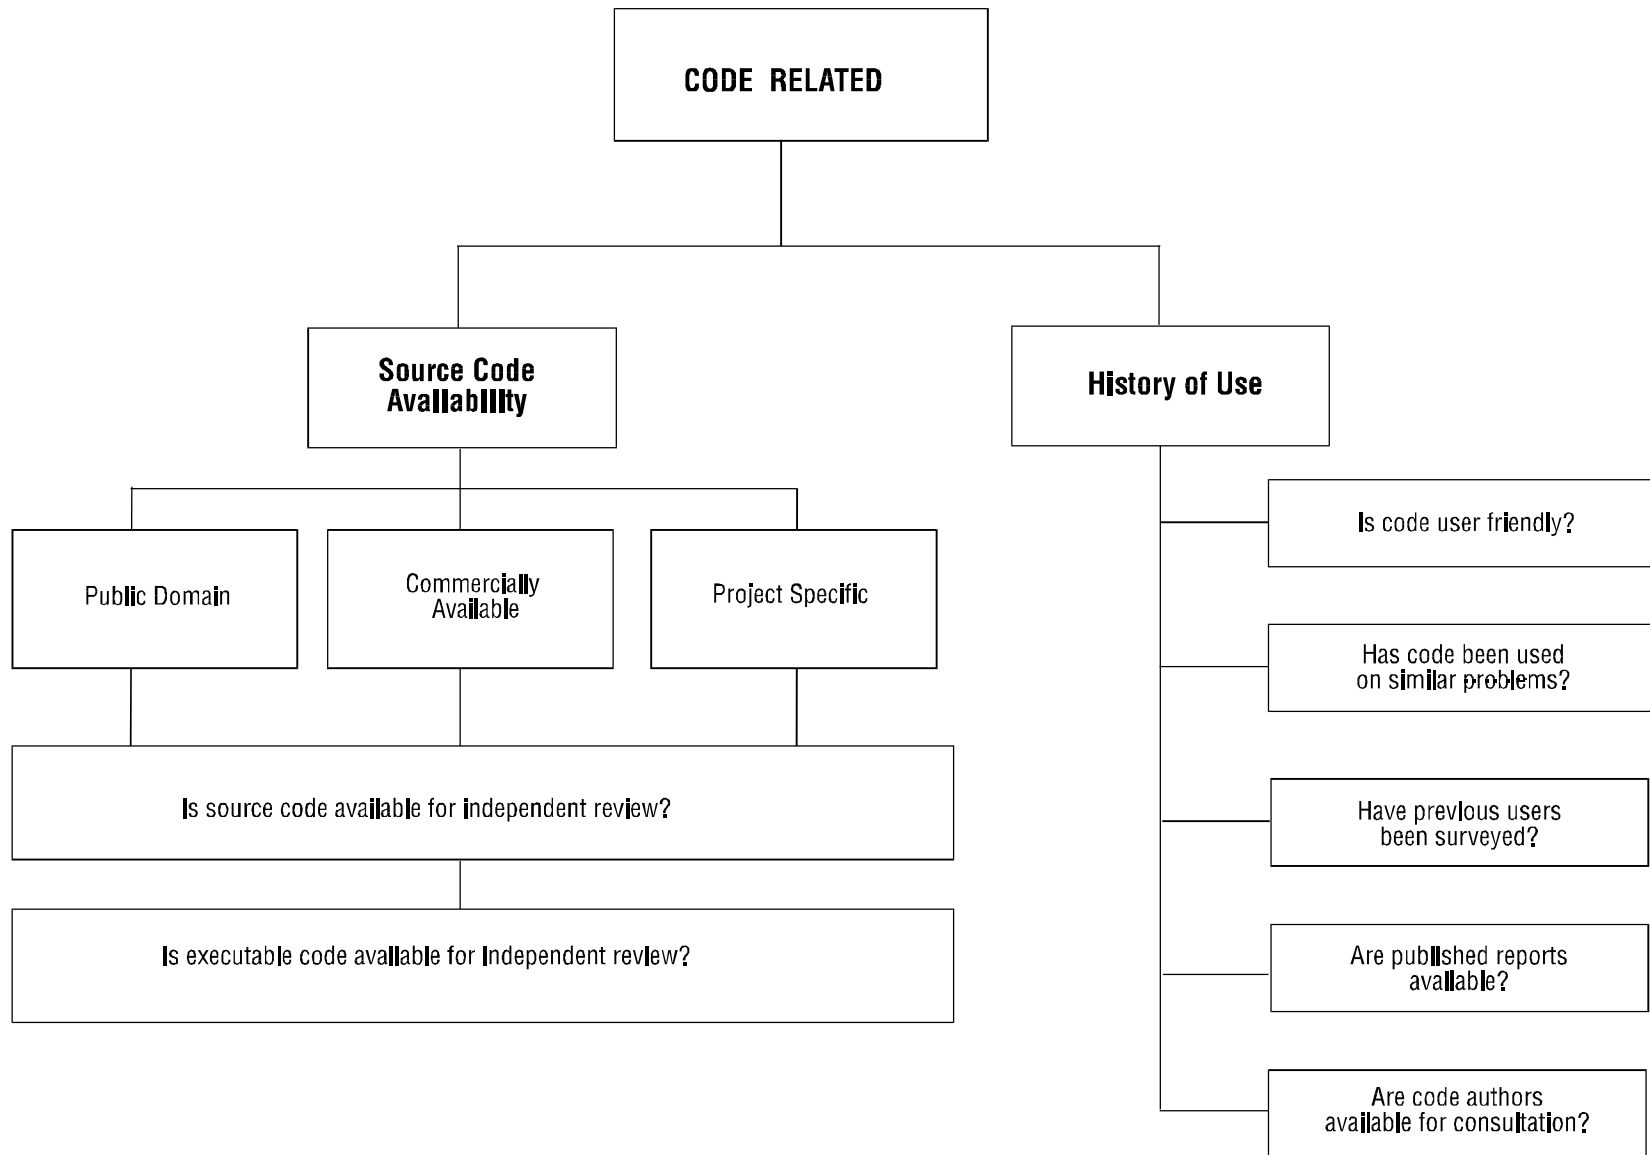 CODE RELATED
Source Code
Availability
History of Use
Public Domain
Commercially
Available
Project Specific
Is source code available for independent review?
Is executable code available for independent review?
Is code user friendly?
Has code been used
on similar problems?
Have previous users
been surveyed?
Are published reports
available?
Are code authors
available for consultation?